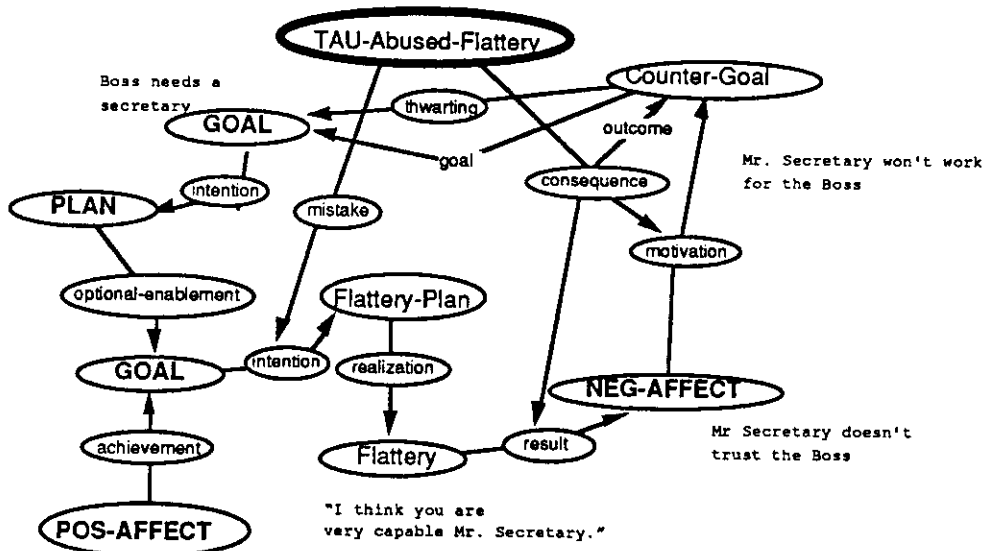 TAU-Abused-Flattery
Boss needs a
secretary
Counter-Goal
thwarting
GOAL
outcome
goal
Mr. Secretary won't work
for the Boss
intention
consequence
PLAN
mistake
motivation
optional-enablement
Flattery-Plan
GOAL
intention
realization
NEG-AFFECT
achievement
Flattery
result
Mr Secretary doesn't
trust the Boss
POS-AFFECT
"I think you are
very capable Mr. Secretary."